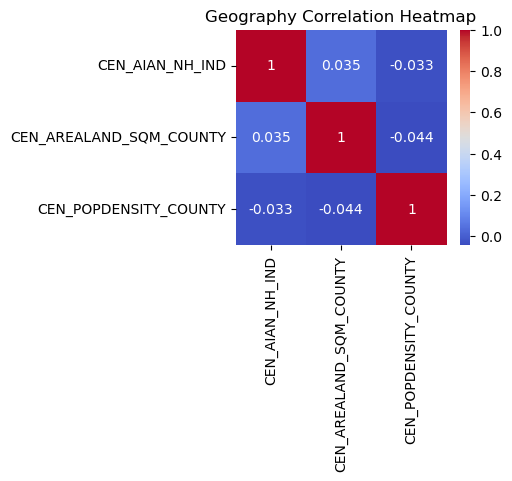 Geography Correlation Heatmap
CEN_AIAN_NH_IND
CEN_AREALAND_SQM_COUNTY
CEN_POPDENSITY_COUNTY
1 0.035 -0.033
0.035 1 -0.044
-0.033 -0.044 1
CEN_AIAN_NH_IND
CEN_AREALAND_SQM_COUNTY
CEN_POPDENSITY_COUNTY
1.0
0.8
0.6
0.4
0.2
0.0